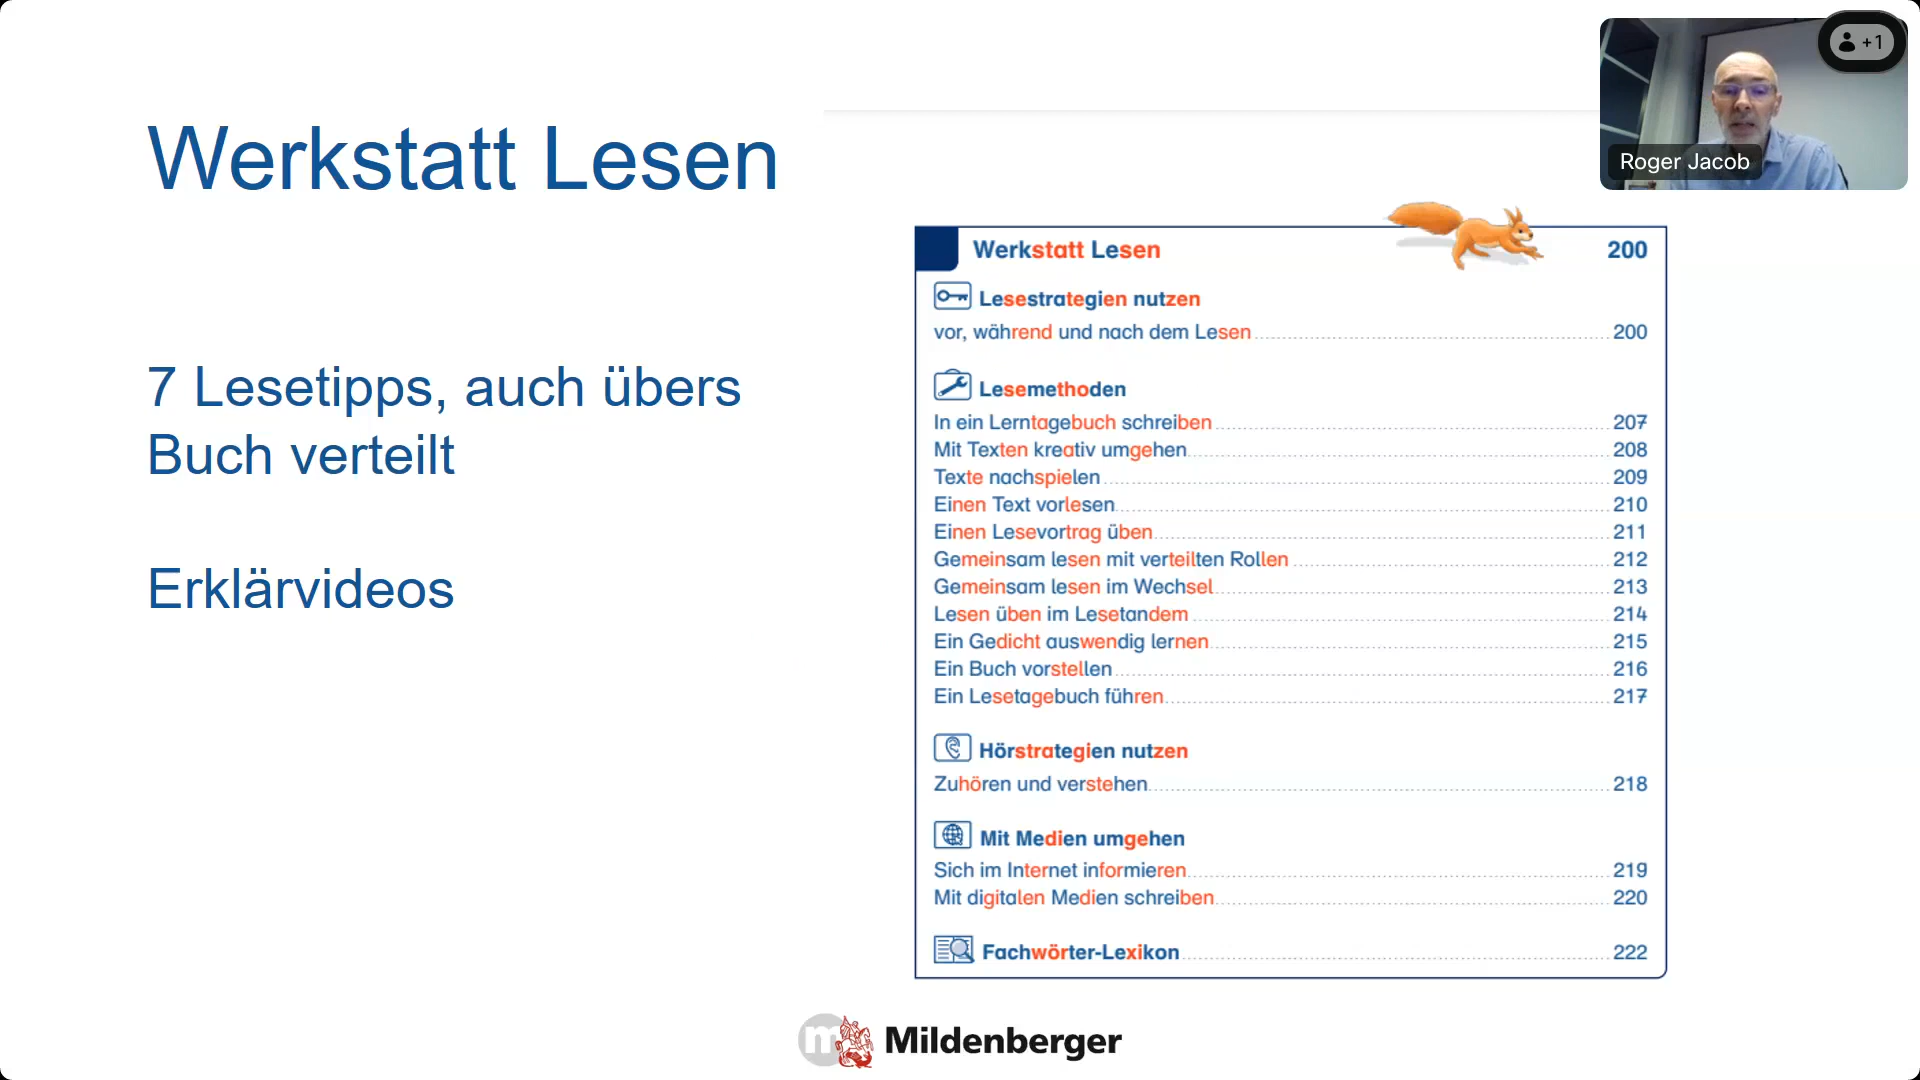 Werkstatt Lesen
7 Lesetipps, auch übers
Buch verteilt
Erklärvideos
+1
Roger Jacob
Werkstatt Lesen 200
Lesestrategien nutzen
vor, während und nach dem Lesen 200
Lesemethoden
In ein Lerntagebuch schreiben 207
Mit Texten kreativ umgehen 208
Texte nachspielen 209
Einen Text vorlesen 210
Einen Lesevortrag üben 211
Gemeinsam lesen mit verteilten Rollen 212
Gemeinsam lesen im Wechsel 213
Lesen üben im Lesetandem 214
Ein Gedicht auswendig lernen 215
Ein Buch vorstellen 216
Ein Lesetagebuch führen 217
Hörstrategien nutzen
Zuhören und verstehen 218
Mit Medien umgehen
Sich im Internet informieren 219
Mit digitalen Medien schreiben 220
Fachwörter-Lexikon 222
m Mildenberger